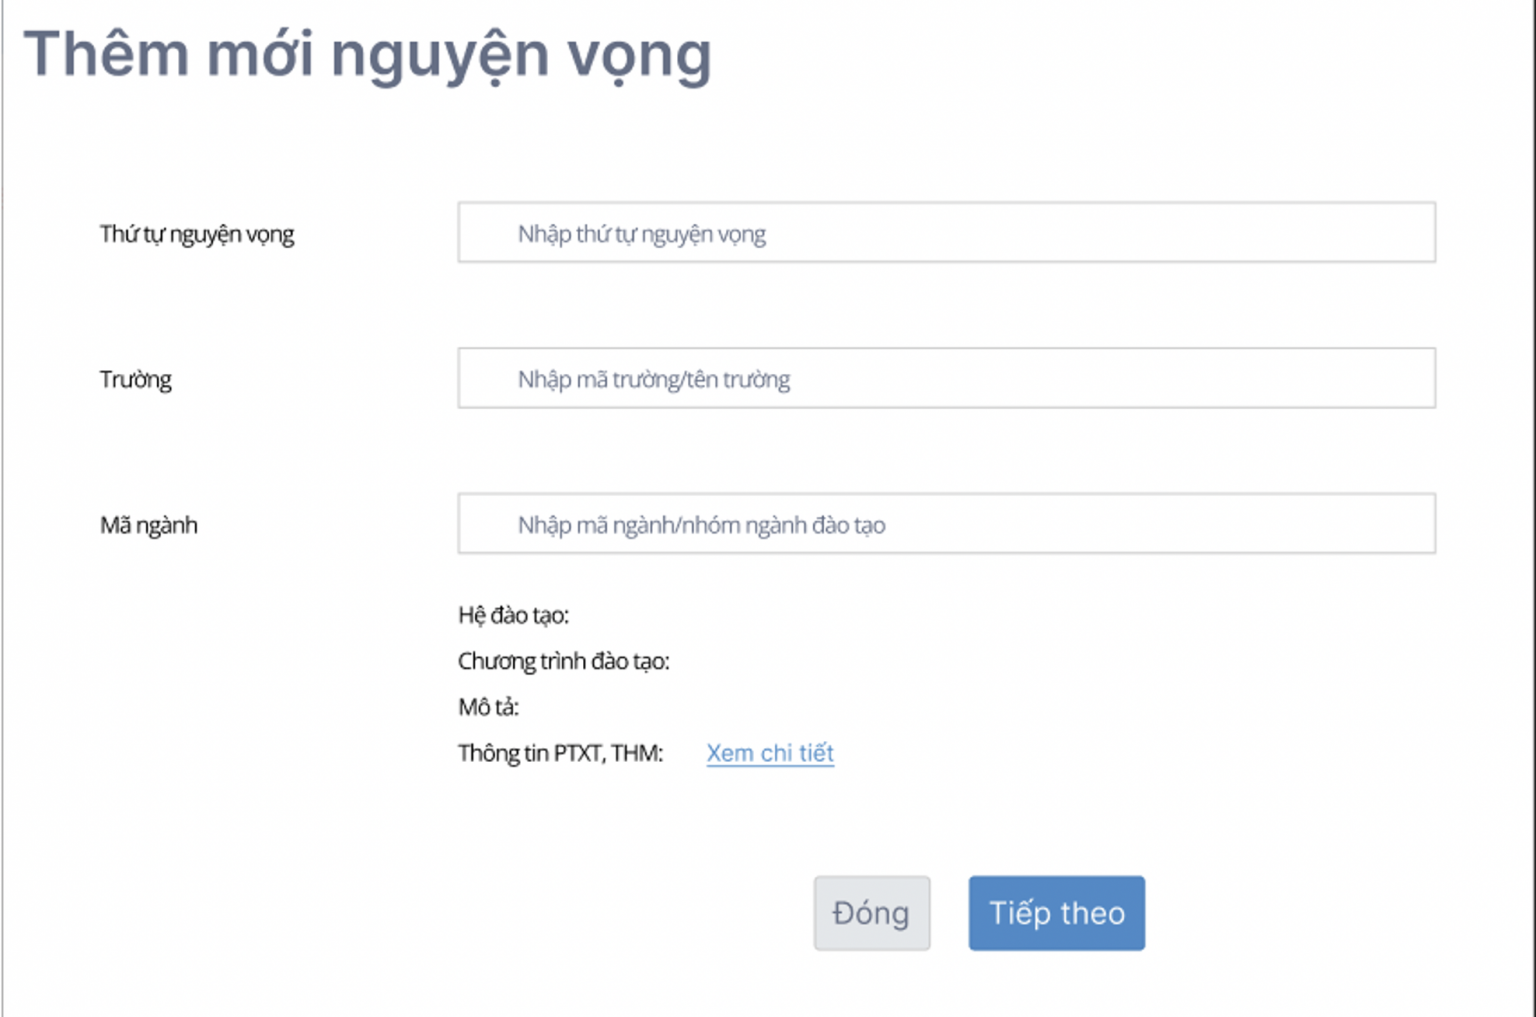 Thêm mới nguyện vọng
Thứ tự nguyện vọng
Nhập thứ tự nguyện vọng
Trường
Nhập mã trường/tên trường
Mã ngành
Nhập mã ngành/nhóm ngành đào tạo
Hệ đào tạo:
Chương trình đào tạo:
Mô tả:
Thông tin PTXT, THM: Xem chi tiết
Đóng Tiếp theo